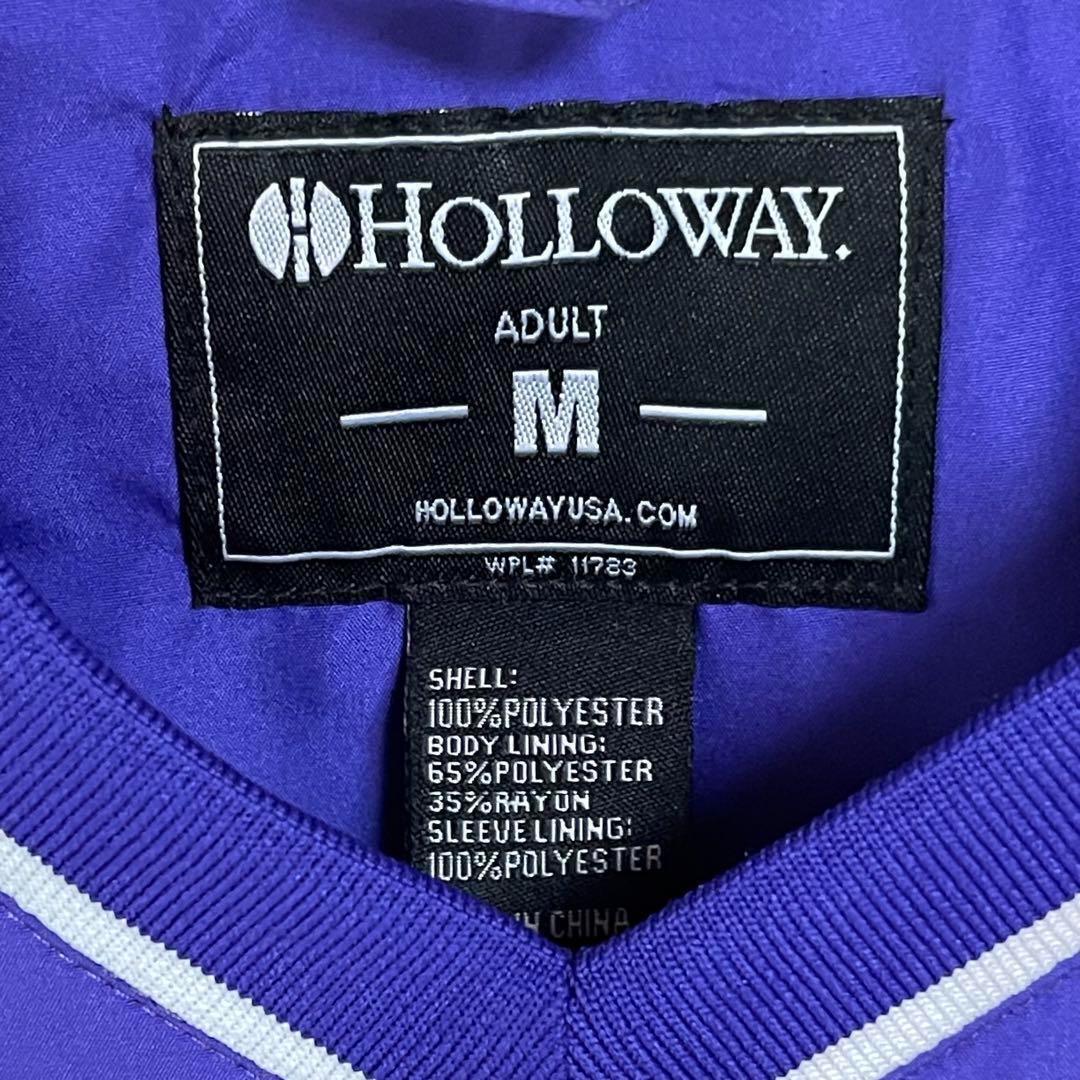 HOLLOWAY.
ADULT
M
HOLLOWAYUSA.COM
WPL# 11783
SHELL:
100%POLYESTER
BODY LINING:
65%POLYESTER
35%RAYON
SLEEVE LINING:
100%POLYESTER
CHINA